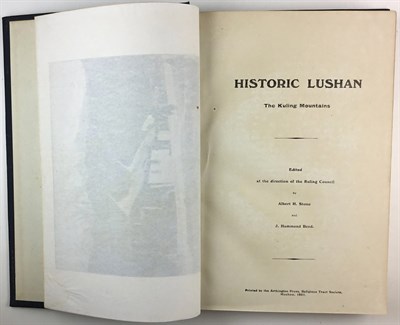 HISTORIC LUSHAN
The Kuling Mountains
Edited
at the direction of the Kuling Council
by
Albert H. Stone
and
J. Hammond Reed.
Printed by the Arthington Press, Religious Tract Society,
Hankow, 1921.